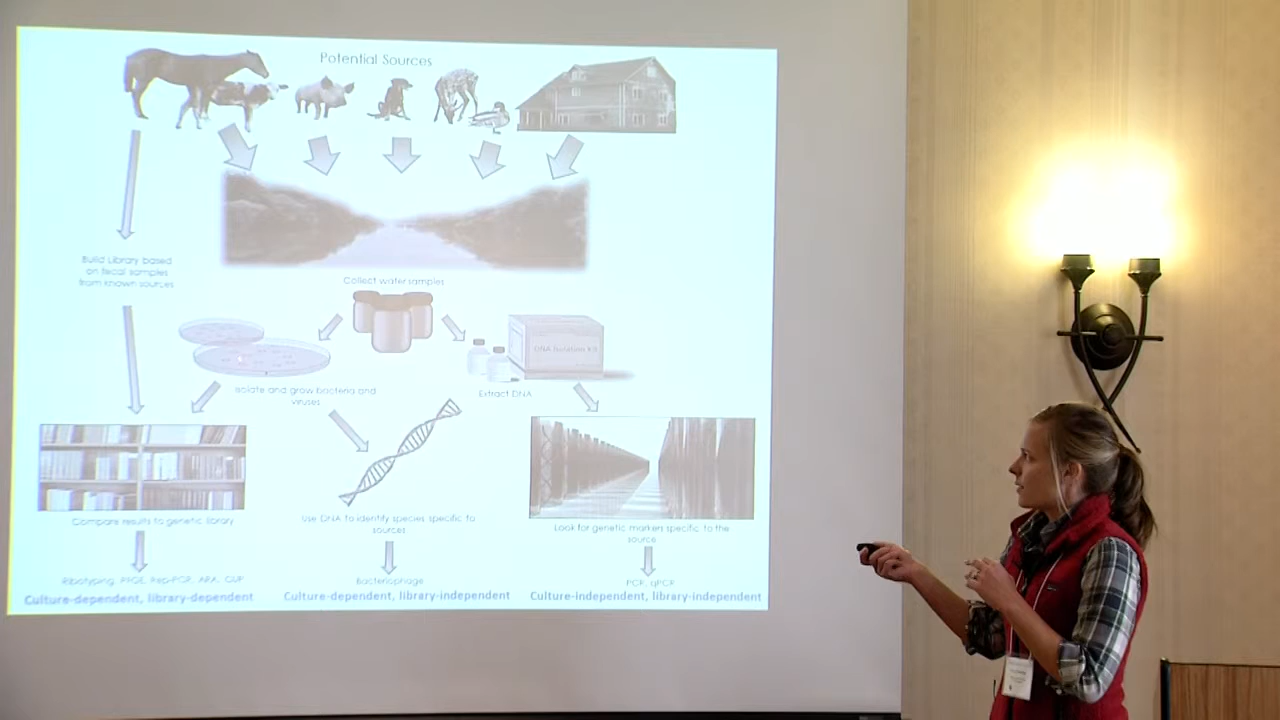 Potential Sources
Build Library based
on fecal samples
from known sources
Collect water samples
DNA Isolation Kit
Isolate and grow bacteria and
viruses
Extract DNA
Compare results to genetic library
Use DNA to identify species specific to
sources
Look for genetic markers specific to the
source
Ribotyping, PFGE, Rep-PCR, ARA, CUP
Bacteriophage
PCR, qPCR
Culture-dependent, library-dependent
Culture-dependent, library-independent
Culture-independent, library-independent